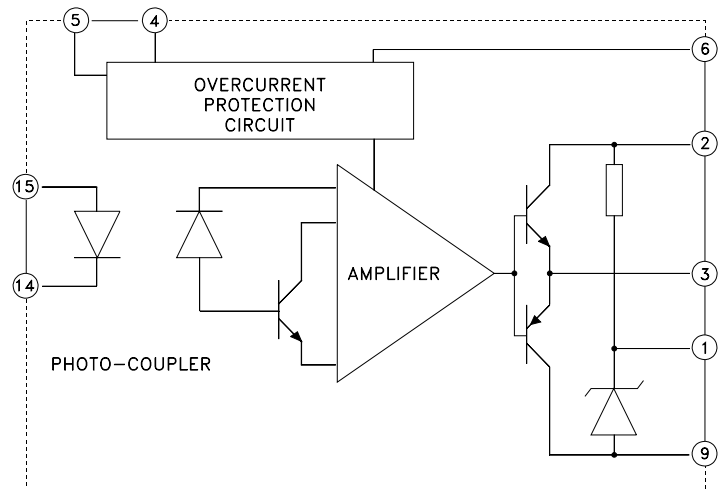 5
4
6
OVERCURRENT
PROTECTION
CIRCUIT
2
15
AMPLIFIER
3
14
1
PHOTO-COUPLER
9